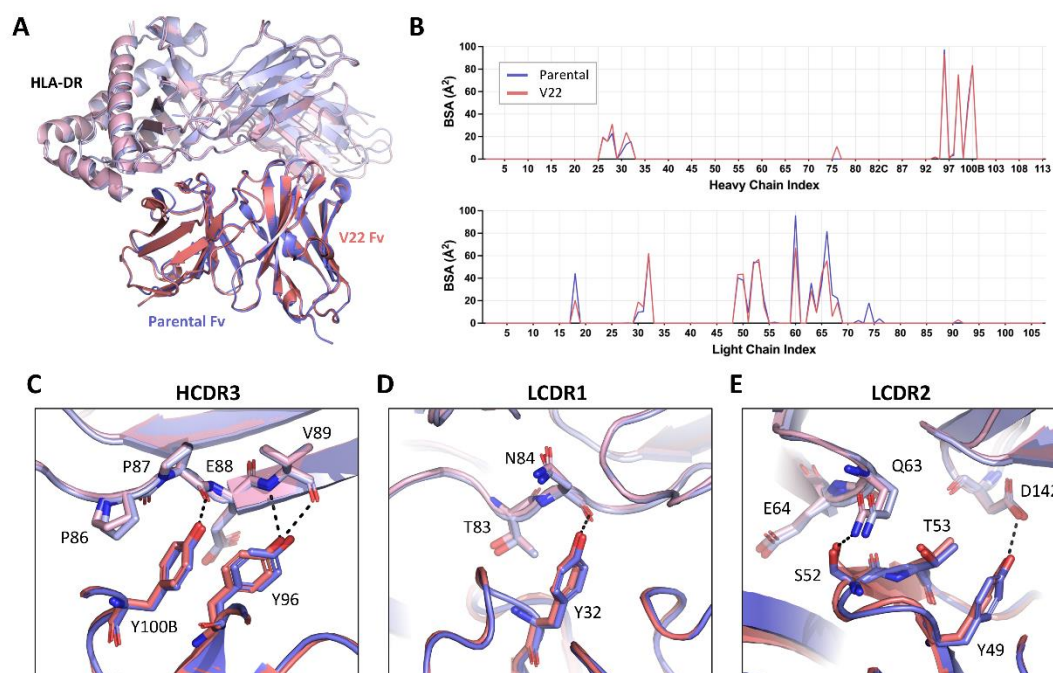 A
HLA-DR
V22 Fv
Parental Fv
B
BSA (Å²)
100
80
60
40
20
0
Parental
V22
5 10 15 20 25 30 35 40 45 50 55 60 65 70 75 80 82C 87 92 97 100B 103 108 113
Heavy Chain Index
BSA (Å²)
100
80
60
40
20
0
5 10 15 20 25 30 35 40 45 50 55 60 65 70 75 80 85 90 95 100 105
Light Chain Index
C
HCDR3
P87
E88
V89
P86
Y96
Y100B
D
LCDR1
N84
T83
Y32
E
LCDR2
Q63
D142
E64
T53
S52
Y49